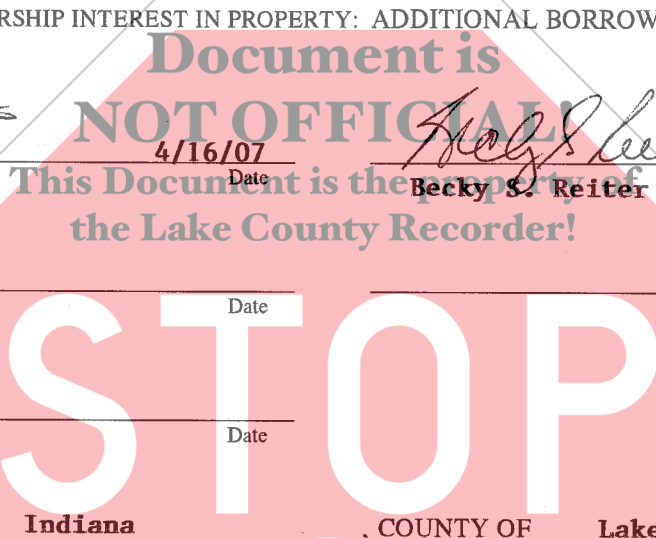 RSHIP INTEREST IN PROPERTY: ADDITIONAL BORROW
Document is
NOT OFFICIAL!
4/16/07
Date
This Document is the property of
Becky S. Reiter
the Lake County Recorder!
Date
STOP
Date
Indiana , COUNTY OF Lake